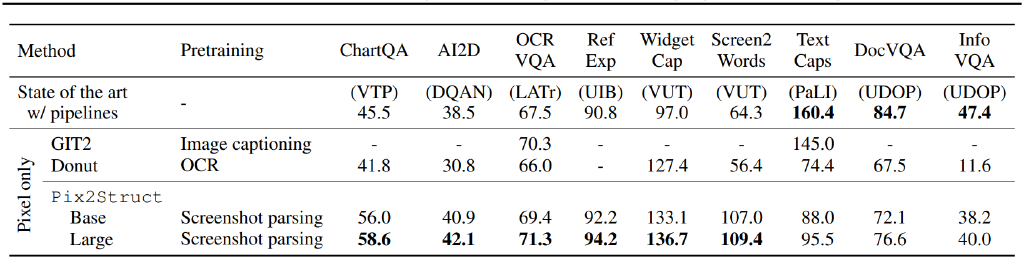 Method Pretraining ChartQA AI2D OCR VQA Ref Exp Widget Cap Screen2 Words Text Caps DocVQA Info VQA
State of the art w/ pipelines - (VTP) 45.5 (DQAN) 38.5 (LATr) 67.5 (UIB) 90.8 (VUT) 97.0 (VUT) 64.3 (PaLI) 160.4 (UDOP) 84.7 (UDOP) 47.4
Pixel only
GIT2 Image captioning - - 70.3 - - - 145.0 - -
Donut OCR 41.8 30.8 66.0 - 127.4 56.4 74.4 67.5 11.6
Pix2Struct
Base Screenshot parsing 56.0 40.9 69.4 92.2 133.1 107.0 88.0 72.1 38.2
Large Screenshot parsing 58.6 42.1 71.3 94.2 136.7 109.4 95.5 76.6 40.0